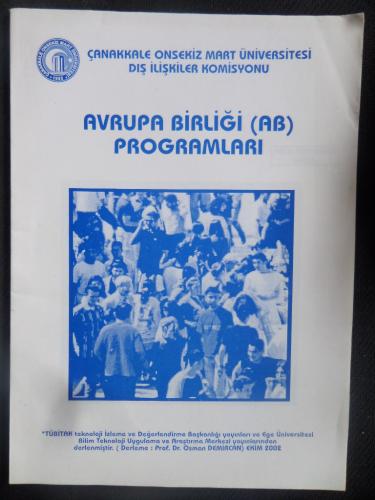 ÇANAKKALE ONSEKİZ MART ÜNİVERSİTESİ
DIŞ İLİŞKİLER KOMİSYONU
AVRUPA BİRLİĞİ (AB)
PROGRAMLARI
"TÜBİTAK teknoloji İzleme ve Değerlendirme Başkanlığı yayınları ve Ege Üniversitesi
Bilim Teknoloji Uygulama ve Araştırma Merkezi yayınlarından
derlenmiştir. ( Derleme : Prof. Dr. Osman DEMİRCAN) EKİM 2002